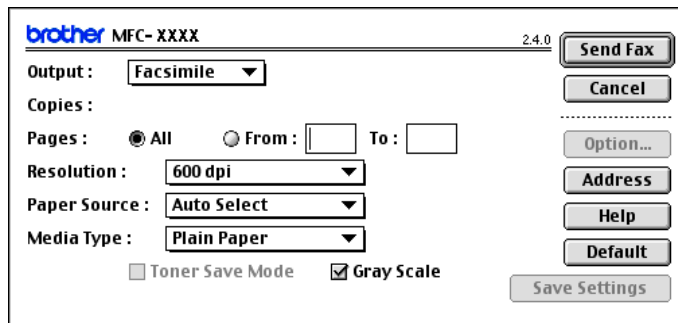 brother MFC- XXXX 2.4.0
Send Fax
Output : Facsimile
Cancel
Copies :
Pages : All From : To :
Option...
Resolution : 600 dpi
Address
Paper Source : Auto Select
Help
Media Type : Plain Paper
Default
Toner Save Mode Gray Scale
Save Settings